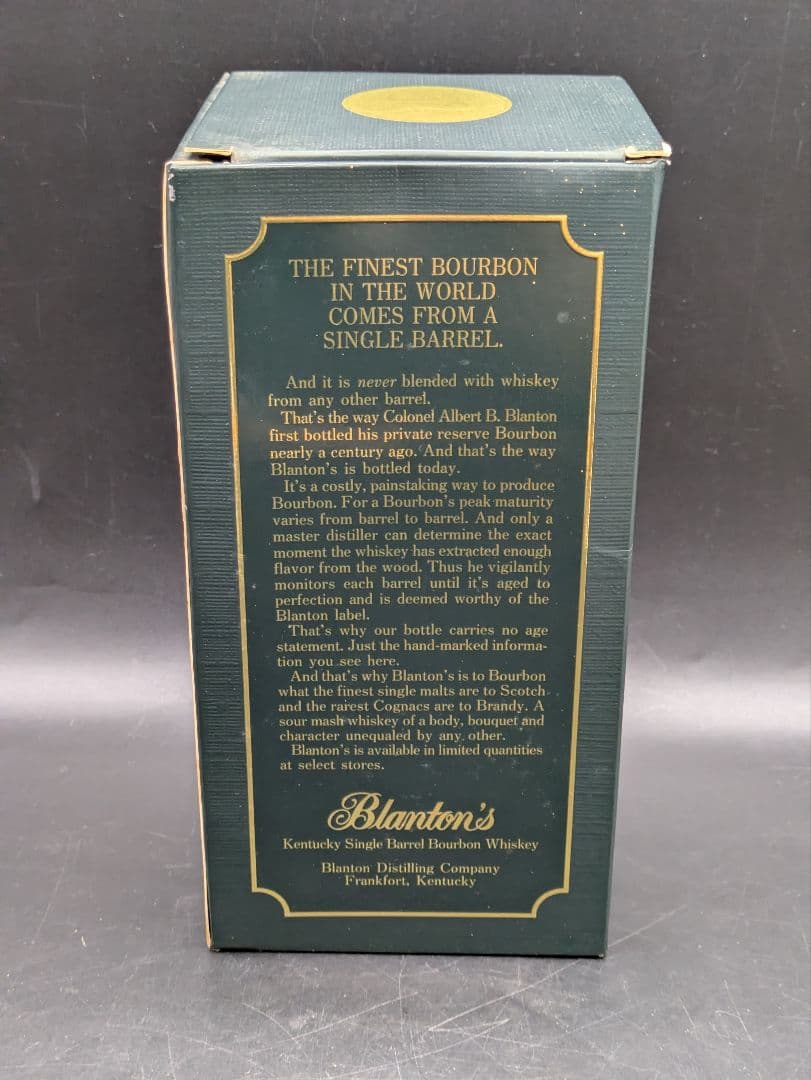 THE FINEST BOURBON
IN THE WORLD
COMES FROM A
SINGLE BARREL.
And it is never blended with whiskey
from any other barrel.
That's the way Colonel Albert B. Blanton
first bottled his private reserve Bourbon
nearly a century ago. And that's the way
Blanton's is bottled today.
It's a costly, painstaking way to produce
Bourbon. For a Bourbon's peak maturity
varies from barrel to barrel. And only a
master distiller can determine the exact
moment the whiskey has extracted enough
flavor from the wood. Thus he vigilantly
monitors each barrel until it's aged to
perfection and is deemed worthy of the
Blanton label.
That's why our bottle carries no age
statement. Just the hand-marked informa-
tion you see here.
And that's why Blanton's is to Bourbon
what the finest single malts are to Scotch
and the rarest Cognacs are to Brandy. A
sour mash whiskey of a body, bouquet and
character unequaled by any other.
Blanton's is available in limited quantities
at select stores.
Blanton's
Kentucky Single Barrel Bourbon Whiskey
Blanton Distilling Company
Frankfort, Kentucky